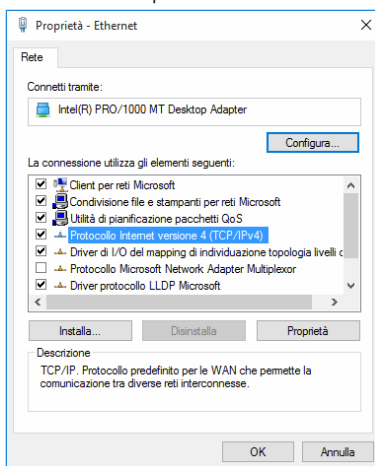 Proprietà - Ethernet
Rete
Connetti tramite:
Intel(R) PRO/1000 MT Desktop Adapter
Configura...
La connessione utilizza gli elementi seguenti:
Client per reti Microsoft
Condivisione file e stampanti per reti Microsoft
Utilità di pianificazione pacchetti QoS
Protocollo Internet versione 4 (TCP/IPv4)
Driver di I/O del mapping di individuazione topologia livelli c
Protocollo Microsoft Network Adapter Multiplexor
Driver protocollo LLDP Microsoft
Installa... Disinstalla Proprietà
Descrizione
TCP/IP. Protocollo predefinito per le WAN che permette la
comunicazione tra diverse reti interconnesse.
OK Annulla